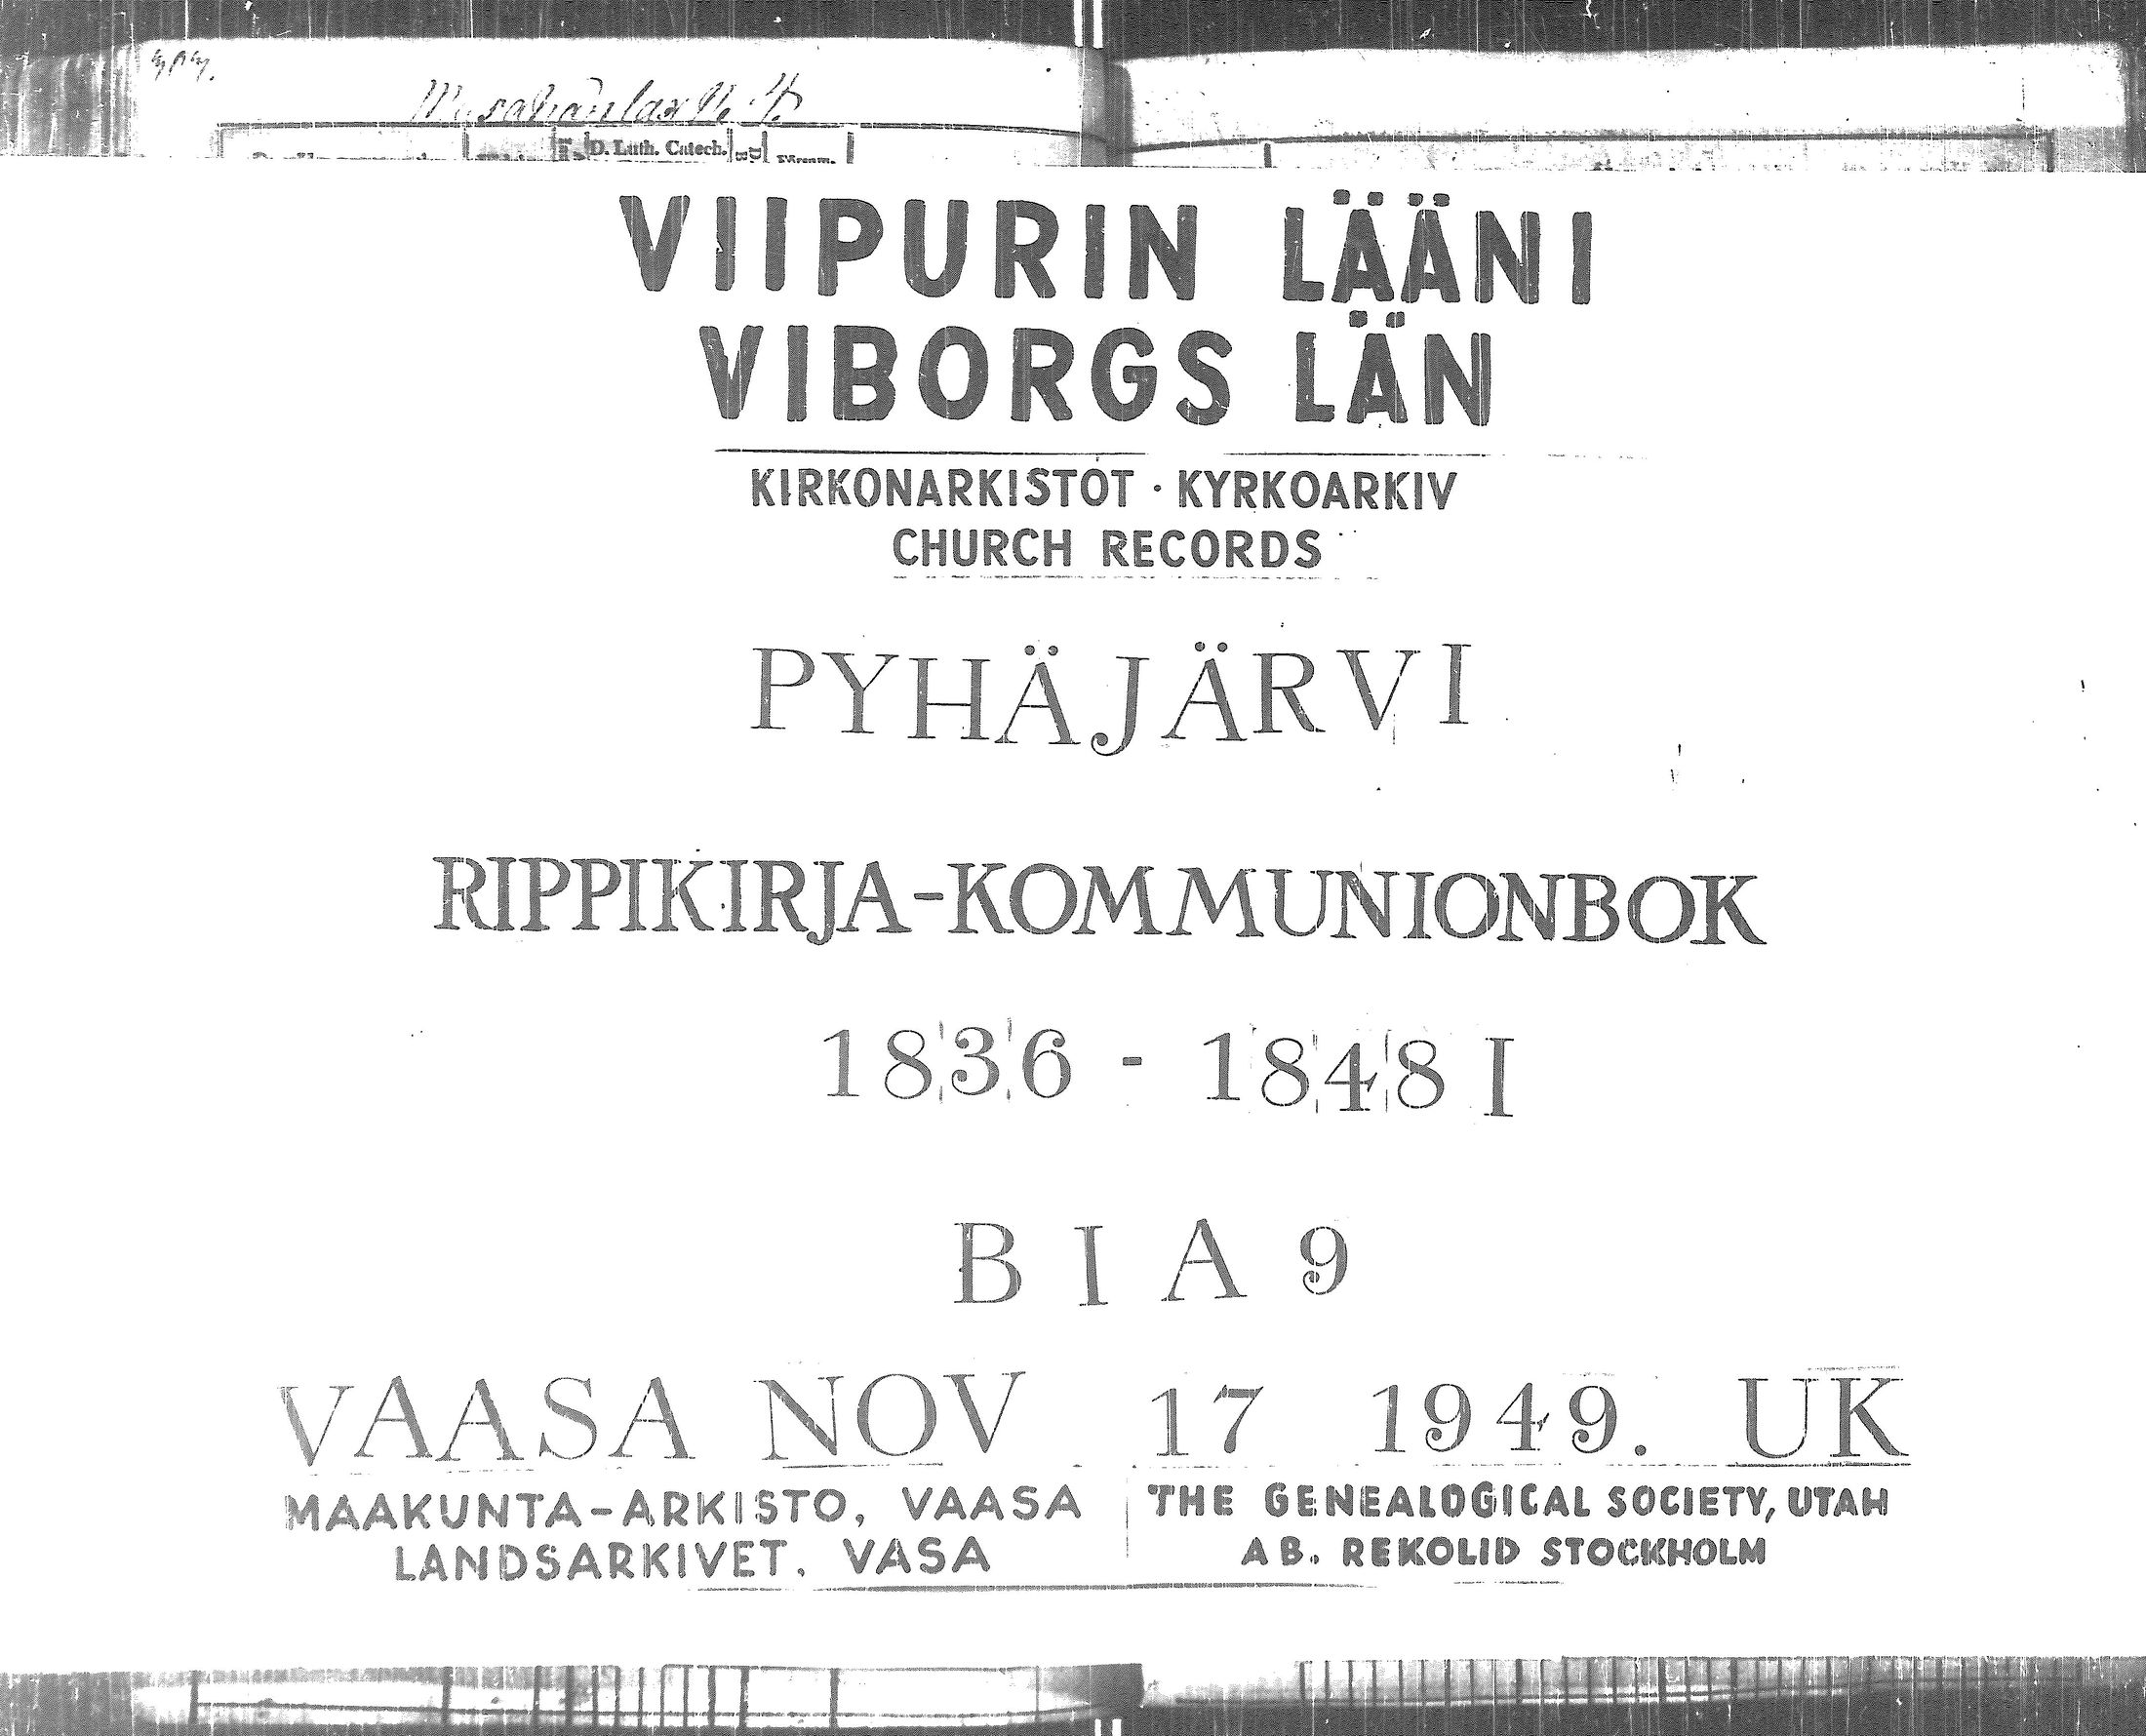 303.
D. Luth. Catech.
VIIPURIN LÄÄNI
VIBORGS LÄN
KIRKONARKISTOT · KYRKOARKIV
CHURCH RECORDS
PYHÄJÄRVI
RIPPIKIRJA-KOMMUNIONBOK
1836 - 1848 I
B I A 9
VAASA NOV 17 1949. UK
MAAKUNTA-ARKISTO, VAASA
LANDSARKIVET. VASA
THE GENEALOGICAL SOCIETY, UTAH
AB. REKOLID STOCKHOLM